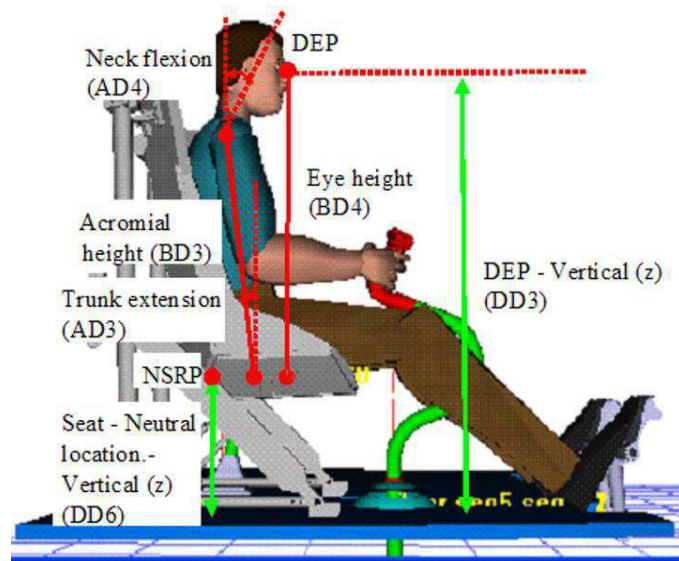 Neck flexion
(AD4)
DEP
Eye height
(BD4)
Acromial
height (BD3)
DEP - Vertical (z)
(DD3)
Trunk extension
(AD3)
NSRP
Seat - Neutral
location.-
Vertical (z)
(DD6)